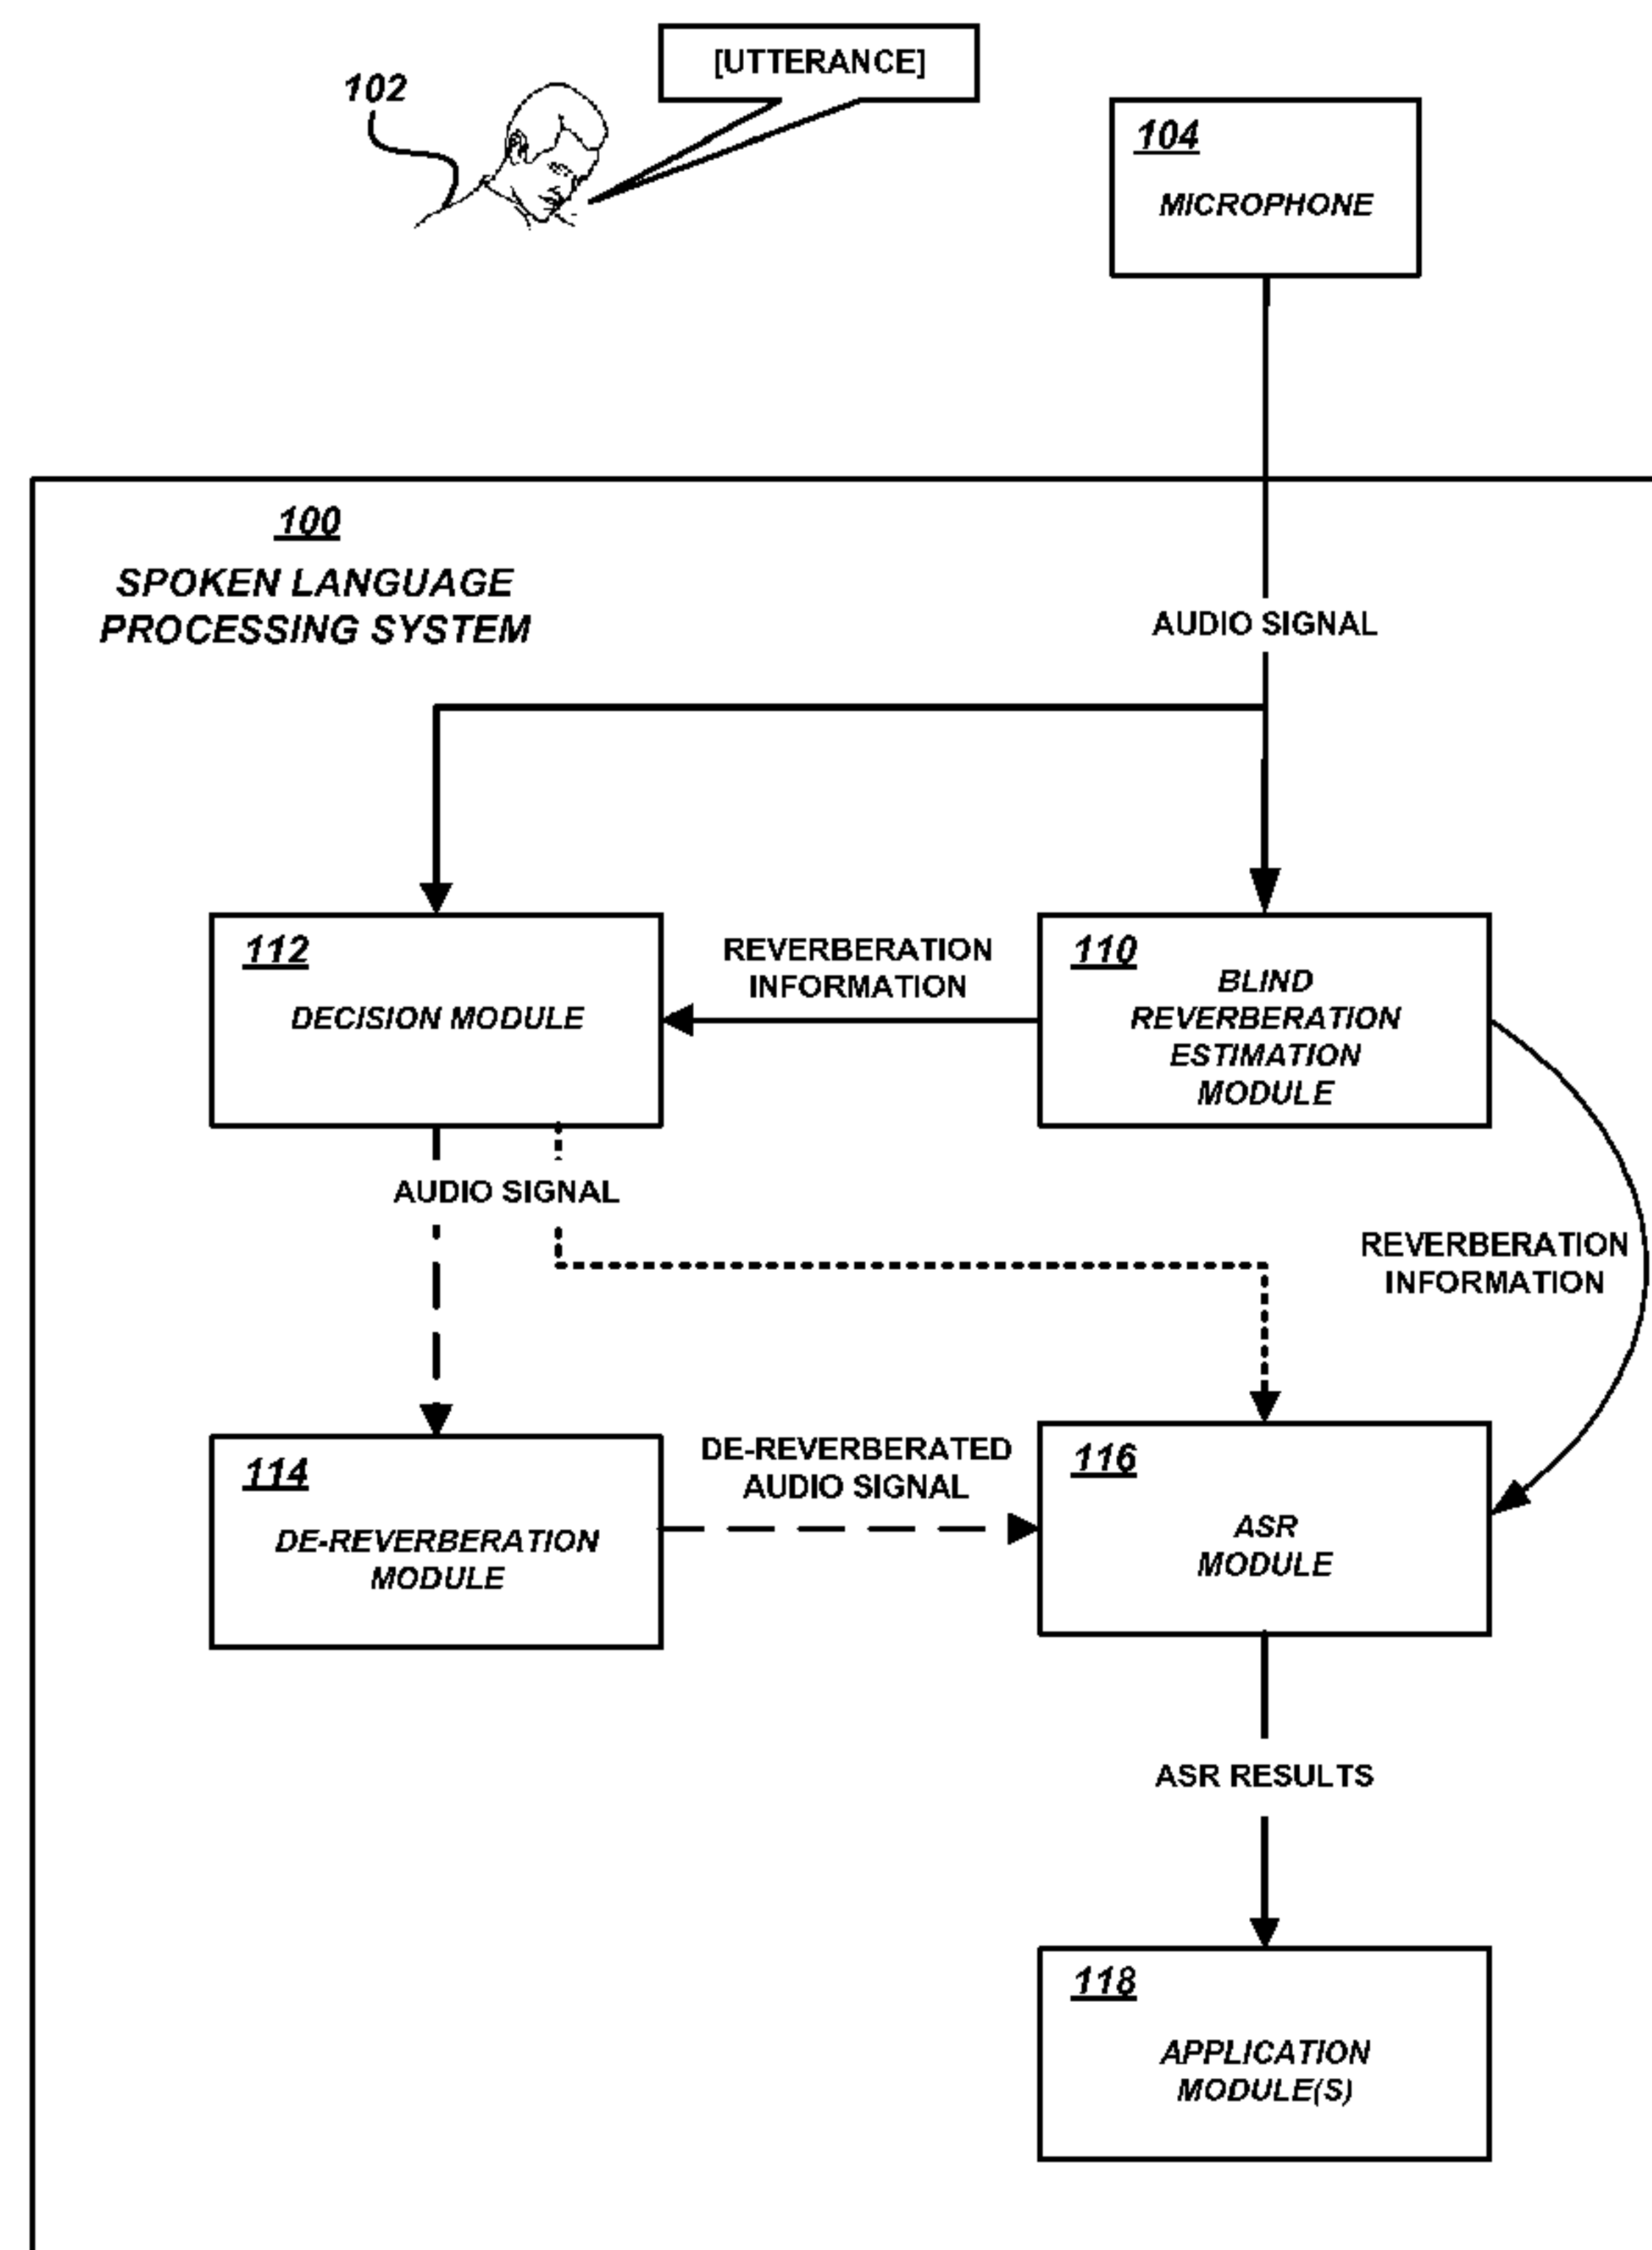 [UTTERANCE]
102
104
MICROPHONE
100
SPOKEN LANGUAGE
PROCESSING SYSTEM
AUDIO SIGNAL
112
DECISION MODULE
REVERBERATION
INFORMATION
110
BLIND
REVERBERATION
ESTIMATION
MODULE
AUDIO SIGNAL
REVERBERATION
INFORMATION
114
DE-REVERBERATION
MODULE
DE-REVERBERATED
AUDIO SIGNAL
116
ASR
MODULE
ASR RESULTS
118
APPLICATION
MODULE(S)